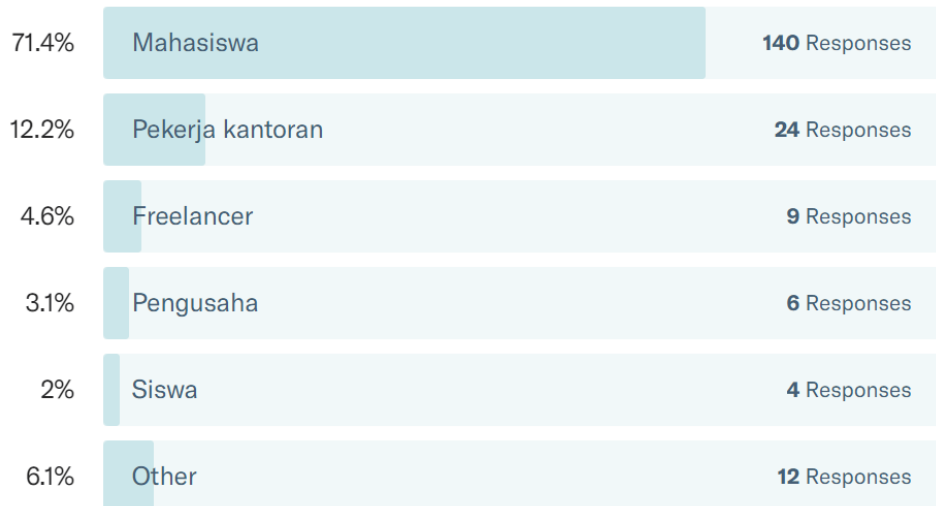 71.4% Mahasiswa 140 Responses
12.2% Pekerja kantoran 24 Responses
4.6% Freelancer 9 Responses
3.1% Pengusaha 6 Responses
2% Siswa 4 Responses
6.1% Other 12 Responses